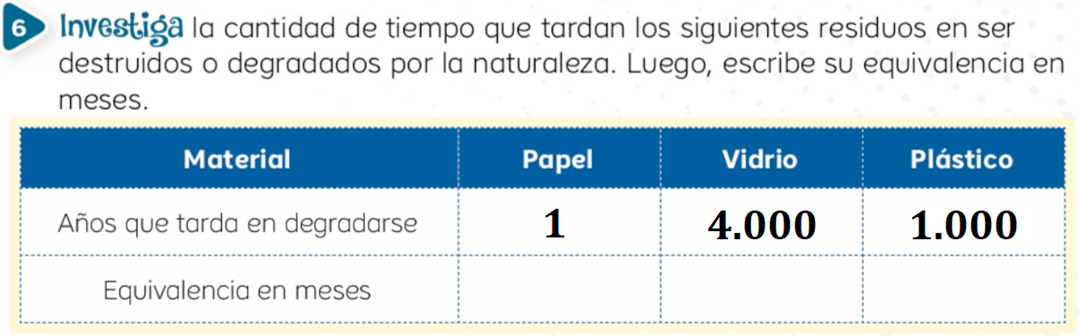 6 Investiga la cantidad de tiempo que tardan los siguientes residuos en ser
destruidos o degradados por la naturaleza. Luego, escribe su equivalencia en
meses.
Material Papel Vidrio Plástico
Años que tarda en degradarse 1 4.000 1.000
Equivalencia en meses